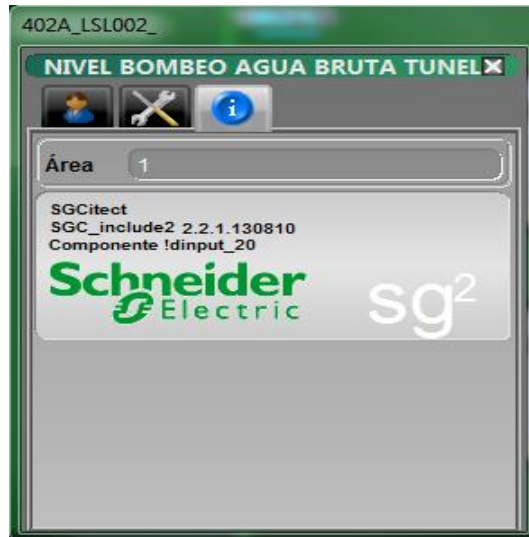 402A_LSL002_
NIVEL BOMBEO AGUA BRUTA TUNEL
i
Área 1
SGCitect
SGC_include2 2.2.1.130810
Componente !dinput_20
Schneider
Electric
sg²